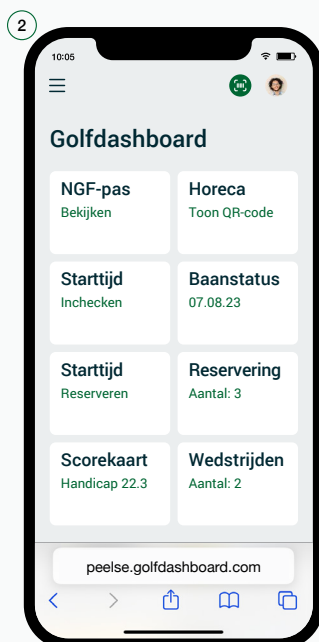 2
10:05
Golfdashboard
NGF-pas
Bekijken
Horeca
Toon QR-code
Starttijd
Inchecken
Baanstatus
07.08.23
Starttijd
Reserveren
Reservering
Aantal: 3
Scorekaart
Handicap 22.3
Wedstrijden
Aantal: 2
peelse.golfdashboard.com